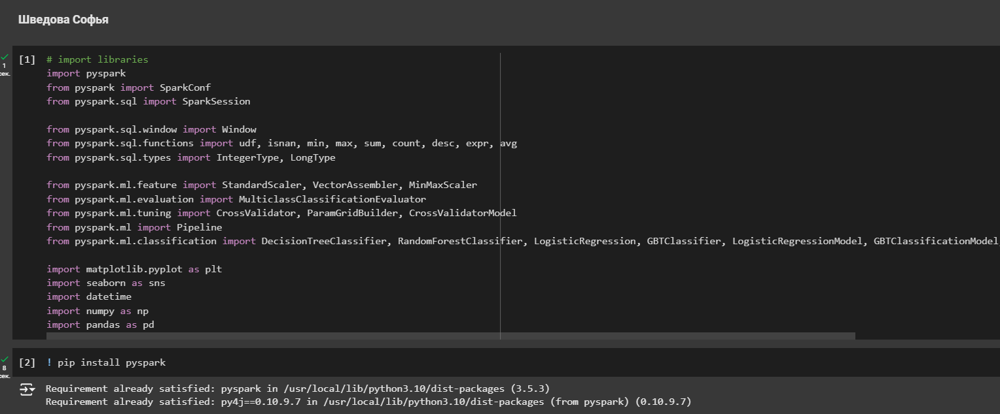 Шведова Софья
[1] # import libraries
1
сек.
import pyspark
from pyspark import SparkConf
from pyspark.sql import SparkSession
from pyspark.sql.window import Window
from pyspark.sql.functions import udf, isnan, min, max, sum, count, desc, expr, avg
from pyspark.sql.types import IntegerType, LongType
from pyspark.ml.feature import StandardScaler, VectorAssembler, MinMaxScaler
from pyspark.ml.evaluation import MulticlassClassificationEvaluator
from pyspark.ml.tuning import CrossValidator, ParamGridBuilder, CrossValidatorModel
from pyspark.ml import Pipeline
from pyspark.ml.classification import DecisionTreeClassifier, RandomForestClassifier, LogisticRegression, GBTClassifier, LogisticRegressionModel, GBTClassificationModel,
import matplotlib.pyplot as plt
import seaborn as sns
import datetime
import numpy as np
import pandas as pd
[2] ! pip install pyspark
8
сек.
Requirement already satisfied: pyspark in /usr/local/lib/python3.10/dist-packages (3.5.3)
Requirement already satisfied: py4j==0.10.9.7 in /usr/local/lib/python3.10/dist-packages (from pyspark) (0.10.9.7)